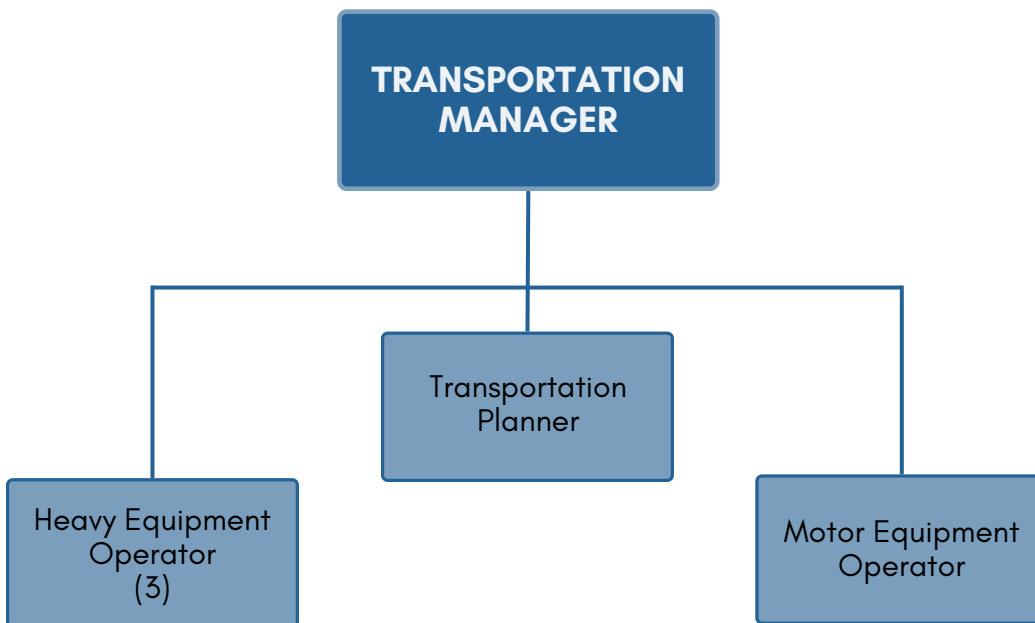 TRANSPORTATION
MANAGER
Transportation
Planner
Heavy Equipment
Operator
(3)
Motor Equipment
Operator